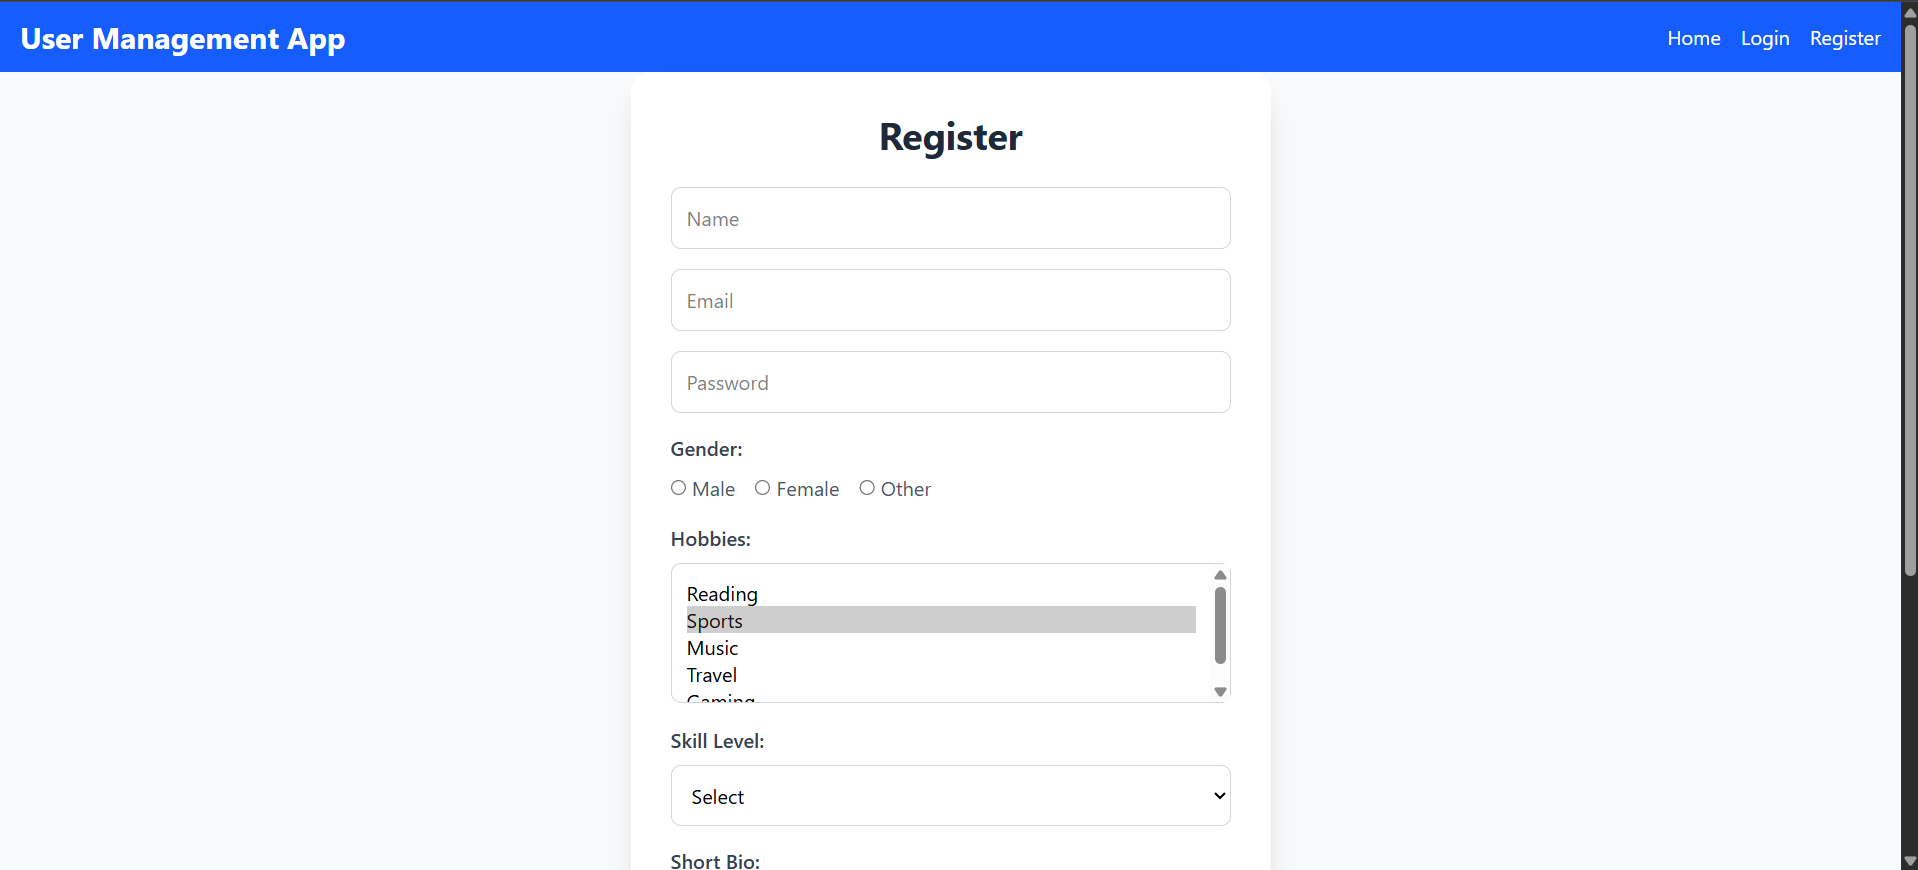 User Management App
Home Login Register
Register
Name
Email
Password
Gender:
Male Female Other
Hobbies:
Reading
Sports
Music
Travel
Gaming
Skill Level:
Select
Short Bio: